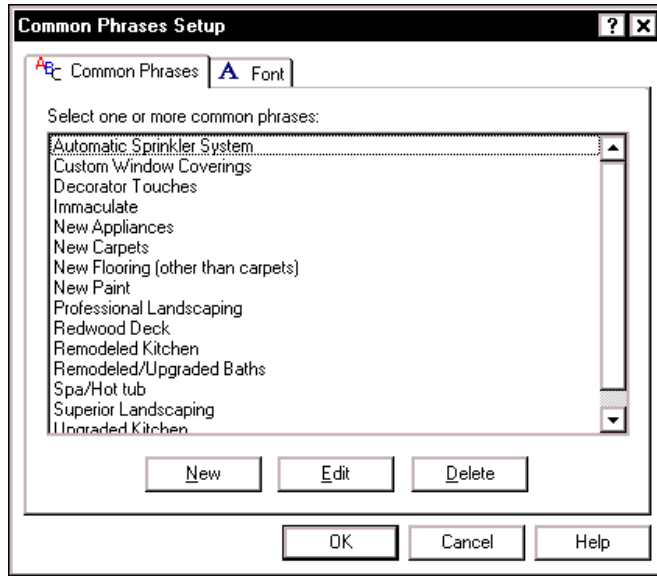 Common Phrases Setup
ABC Common Phrases A Font
Select one or more common phrases:
Automatic Sprinkler System
Custom Window Coverings
Decorator Touches
Immaculate
New Appliances
New Carpets
New Flooring (other than carpets)
New Paint
Professional Landscaping
Redwood Deck
Remodeled Kitchen
Remodeled/Upgraded Baths
Spa/Hot tub
Superior Landscaping
Upgraded Kitchen
New Edit Delete
OK Cancel Help